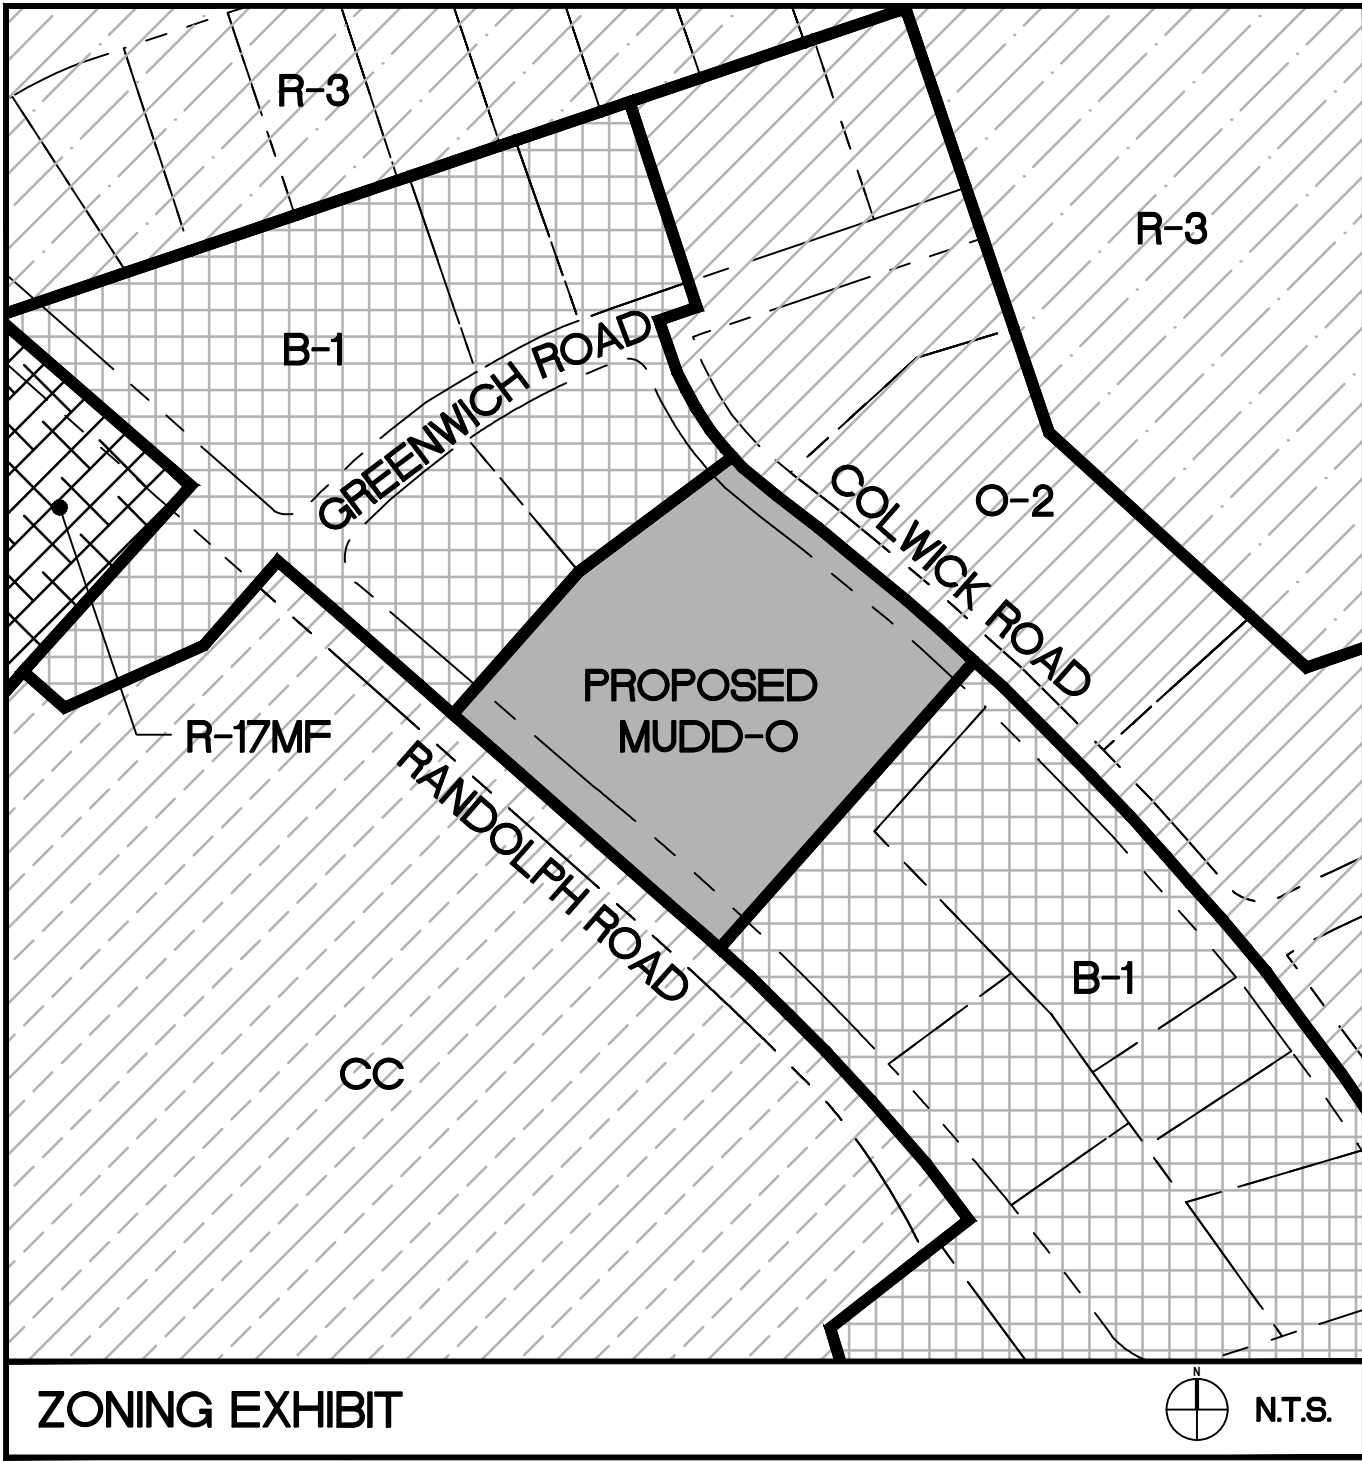 R-3
R-3
B-1
GREENWICH ROAD
O-2
COLWICK ROAD
PROPOSED
MUDD-O
R-17MF
RANDOLPH ROAD
B-1
CC
ZONING EXHIBIT
N
N.T.S.